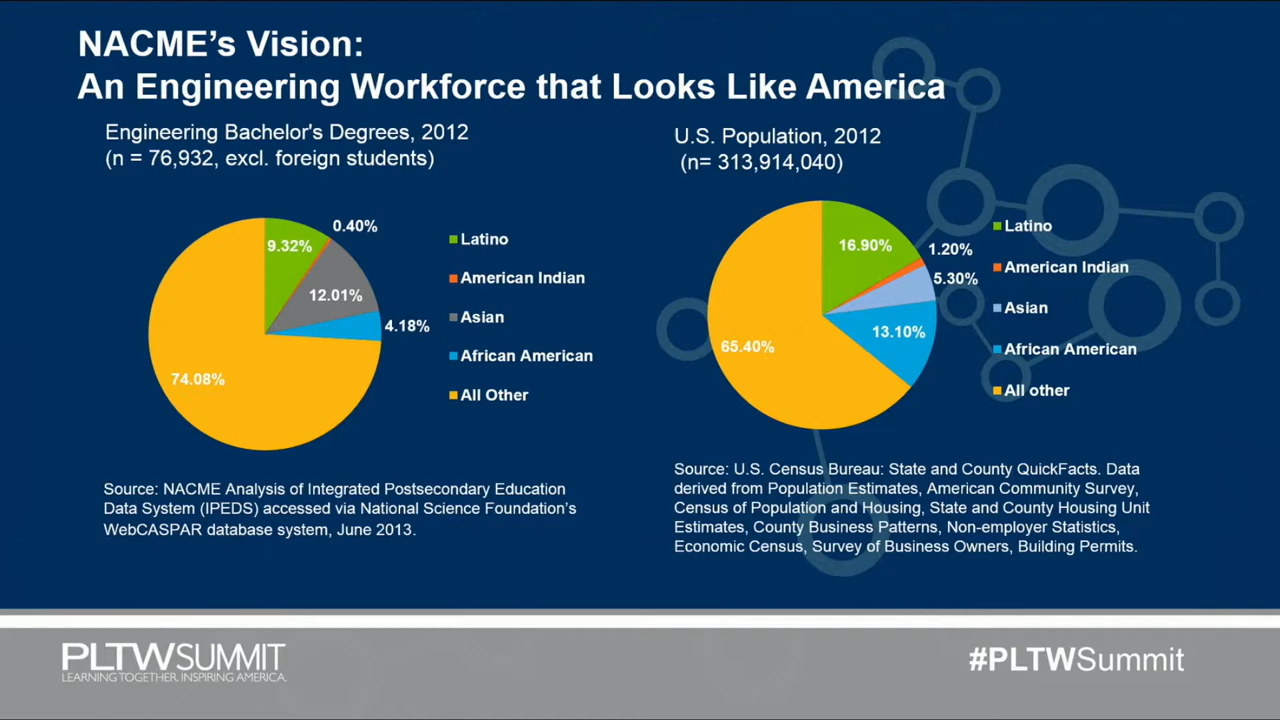 NACME's Vision:
An Engineering Workforce that Looks Like America
Engineering Bachelor's Degrees, 2012
(n = 76,932, excl. foreign students)
9.32%
0.40%
12.01%
4.18%
74.08%
Latino
American Indian
Asian
African American
All Other
Source: NACME Analysis of Integrated Postsecondary Education
Data System (IPEDS) accessed via National Science Foundation's
WebCASPAR database system, June 2013.
U.S. Population, 2012
(n= 313,914,040)
16.90%
1.20%
5.30%
13.10%
65.40%
Latino
American Indian
Asian
African American
All other
Source: U.S. Census Bureau: State and County QuickFacts. Data
derived from Population Estimates, American Community Survey,
Census of Population and Housing, State and County Housing Unit
Estimates, County Business Patterns, Non-employer Statistics,
Economic Census, Survey of Business Owners, Building Permits.
PLTWSUMMIT
LEARNING TOGETHER. INSPIRING AMERICA.
#PLTWSummit